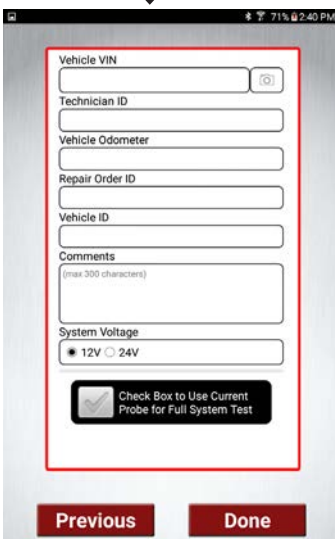 71% 2:40 PM
Vehicle VIN
Technician ID
Vehicle Odometer
Repair Order ID
Vehicle ID
Comments
(max 300 characters)
System Voltage
12V 24V
Check Box to Use Current
Probe for Full System Test
Previous Done